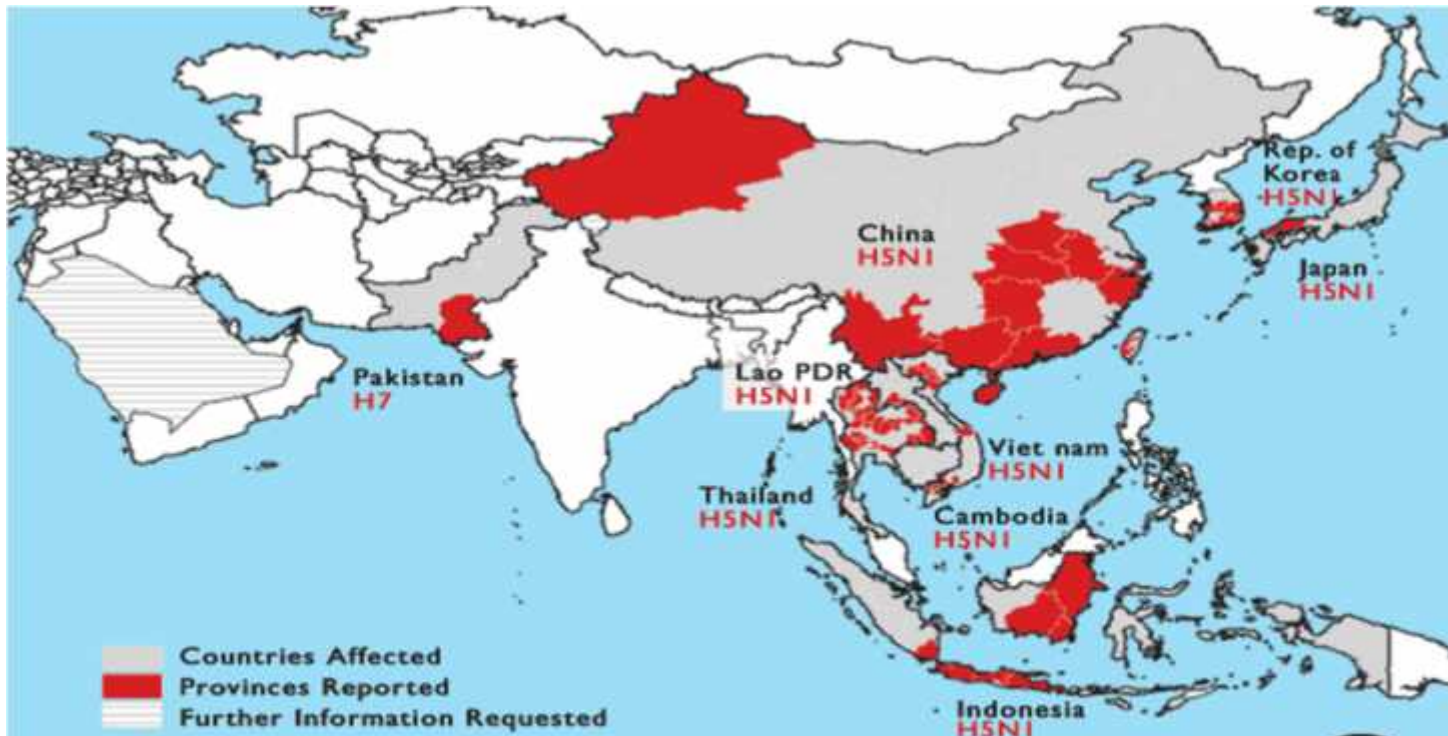 Rep. of
Korea
H5N1
China
H5N1
Japan
H5N1
Pakistan
H7
Lao PDR
H5N1
Viet nam
H5N1
Thailand
H5N1
Cambodia
H5N1
Countries Affected
Provinces Reported
Further Information Requested
Indonesia
H5N1